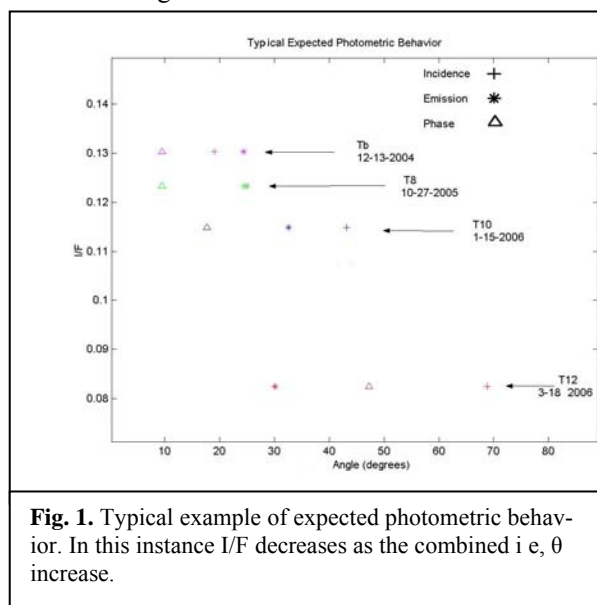 Typical Expected Photometric Behavior
Incidence
Emission
Phase
0.14
0.13
0.12
0.11
0.1
0.09
0.08
I/F
Tb
12-13-2004
T8
10-27-2005
T10
1-15-2006
T12
3-18 2006
10 20 30 40 50 60 70 80
Angle (degrees)
Fig. 1. Typical example of expected photometric behav-
ior. In this instance I/F decreases as the combined i e, θ
increase.